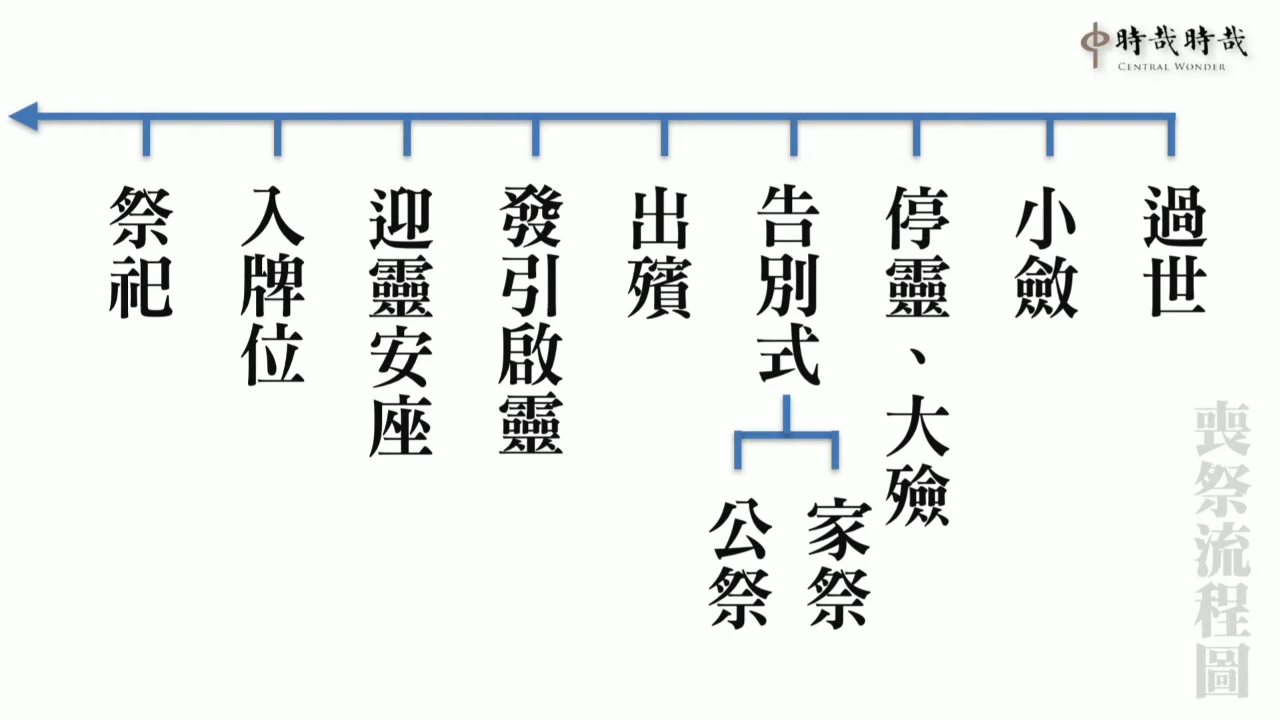 時哉時哉
CENTRAL WONDER
過世
小斂
停靈、大殮
告別式
家祭
公祭
出殯
發引啟靈
迎靈安座
入牌位
祭祀
喪祭流程圖